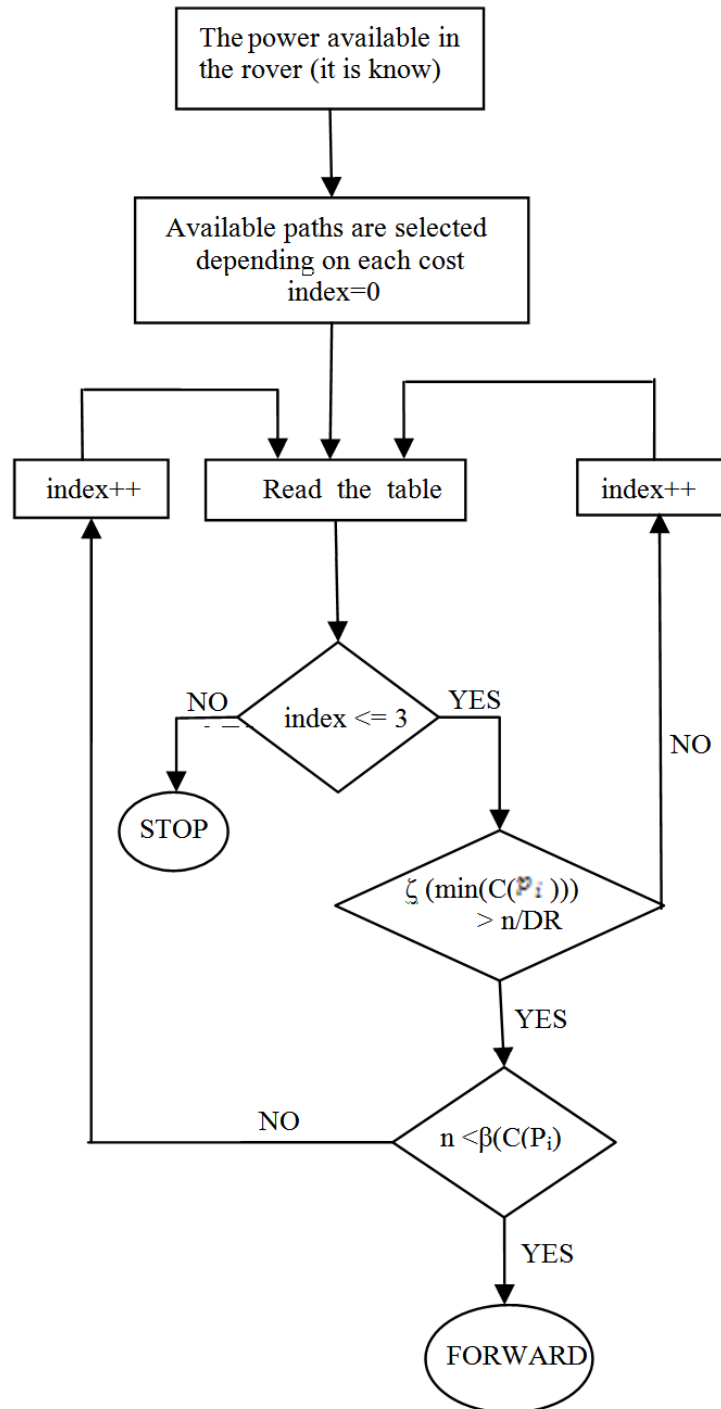 The power available in
the rover (it is know)
Available paths are selected
depending on each cost
index=0
index++
Read the table
index++
NO
YES
index <= 3
NO
STOP
ζ (min(C(p i )))
> n/DR
YES
NO
n <β(C(Pᵢ)
YES
FORWARD